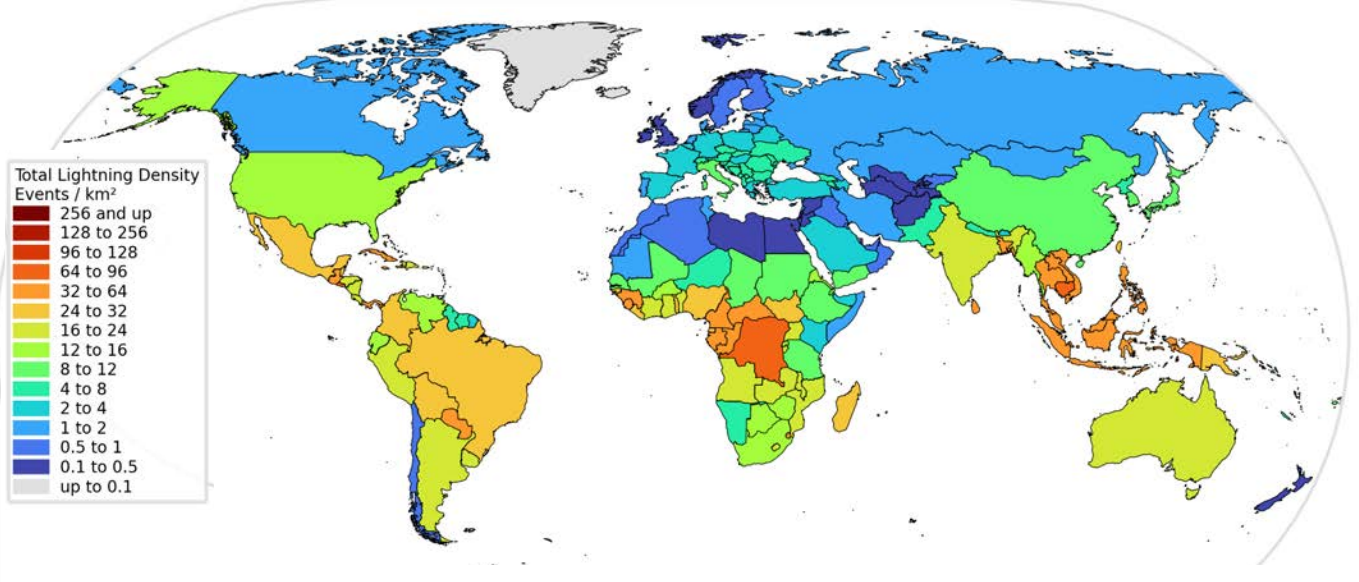 Total Lightning Density
Events / km²
256 and up
128 to 256
96 to 128
64 to 96
32 to 64
24 to 32
16 to 24
12 to 16
8 to 12
4 to 8
2 to 4
1 to 2
0.5 to 1
0.1 to 0.5
up to 0.1